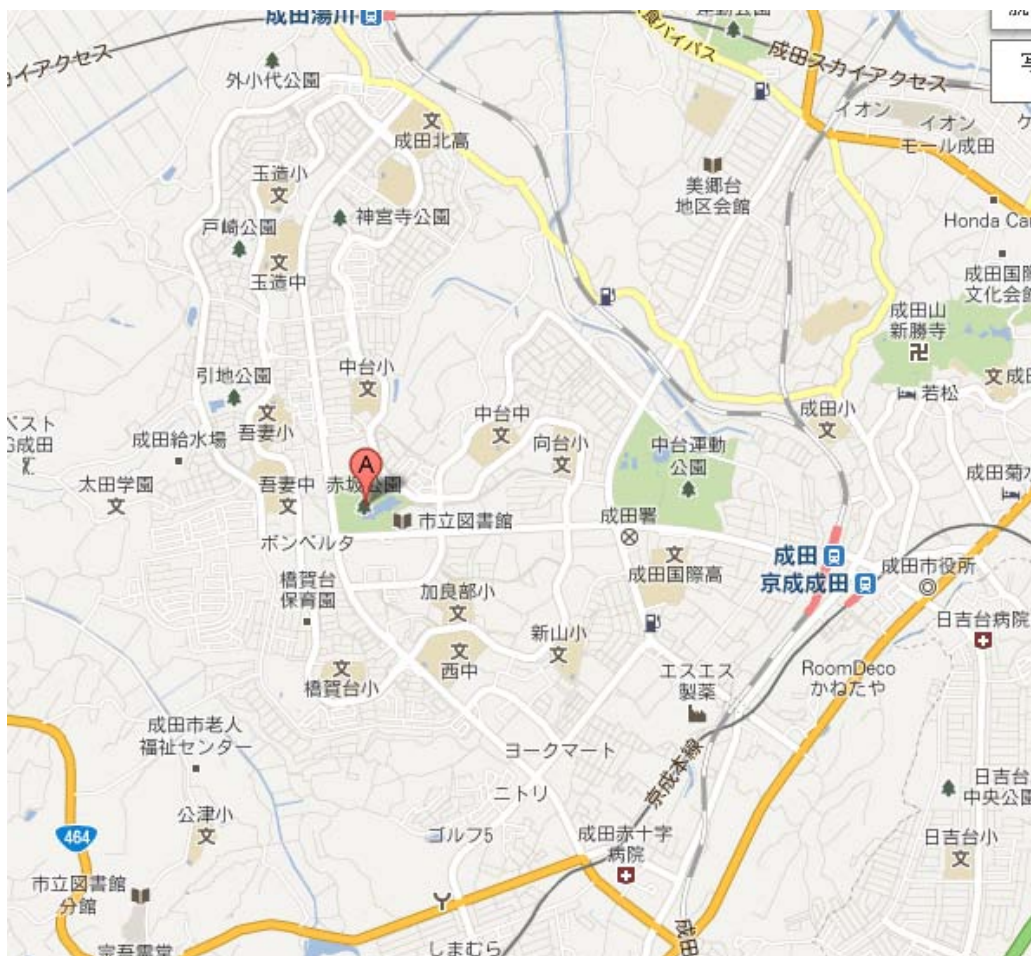 成田湯川
外小代公園
成田スカイアクセス
イオン
イオン
モール成田
成田北高
玉造小
神宮寺公園
戸崎公園
玉造中
美郷台
地区会館
Honda Ca
成田国際
文化会館
成田山
新勝寺
中台小
引地公園
吾妻小
成田給水場
太田学園
吾妻中
A
赤坂公園
市立図書館
ボンベルタ
中台中
向台小
中台運動
公園
成田小
若松
成田署
成田国際高
成田
京成成田
成田市役所
日吉台病院
橋賀台
保育園
加良部小
西中
新山小
橋賀台小
エスエス
製薬
RoomDeco
かねたや
成田市老人
福祉センター
ヨークマート
ニトリ
京成本線
ゴルフ5
成田赤十字
病院
公津小
464
市立図書館
分館
宗吾霊堂
しまむら
成田
日吉台
中央公園
日吉台小